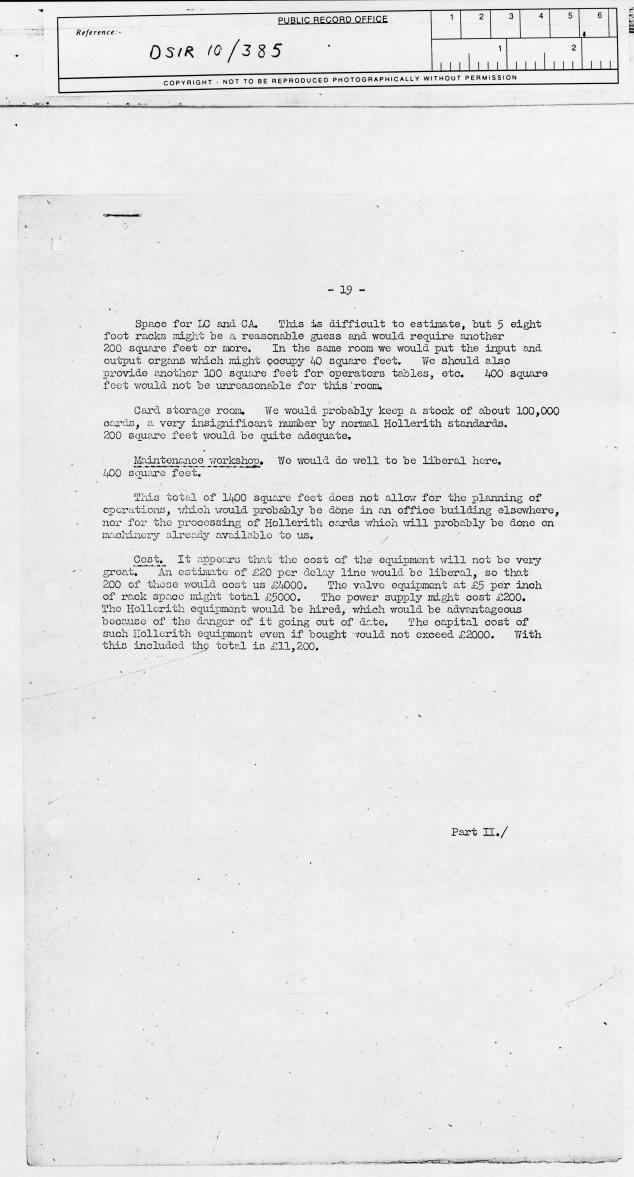 PUBLIC RECORD OFFICE
Reference:-
DSIR 10/385
1 2 3 4 5 6
1 2
COPYRIGHT - NOT TO BE REPRODUCED PHOTOGRAPHICALLY WITHOUT PERMISSION
- 19 -
Space for LC and CA. This is difficult to estimate, but 5 eight
foot racks might be a reasonable guess and would require another
200 square feet or more. In the same room we would put the input and
output organs which might occupy 40 square feet. We should also
provide another 100 square feet for operators tables, etc. 400 square
feet would not be unreasonable for this room.
Card storage room. We would probably keep a stock of about 100,000
cards, a very insignificant number by normal Hollerith standards.
200 square feet would be quite adequate.
Maintenance workshop. We would do well to be liberal here.
400 square feet.
This total of 1400 square feet does not allow for the planning of
operations, which would probably be done in an office building elsewhere,
nor for the processing of Hollerith cards which will probably be done on
machinery already available to us.
Cost. It appears that the cost of the equipment will not be very
great. An estimate of £20 per delay line would be liberal, so that
200 of these would cost us £4000. The valve equipment at £5 per inch
of rack space might total £5000. The power supply might cost £200.
The Hollerith equipment would be hired, which would be advantageous
because of the danger of it going out of date. The capital cost of
such Hollerith equipment even if bought would not exceed £2000. With
this included the total is £11,200.
Part II./